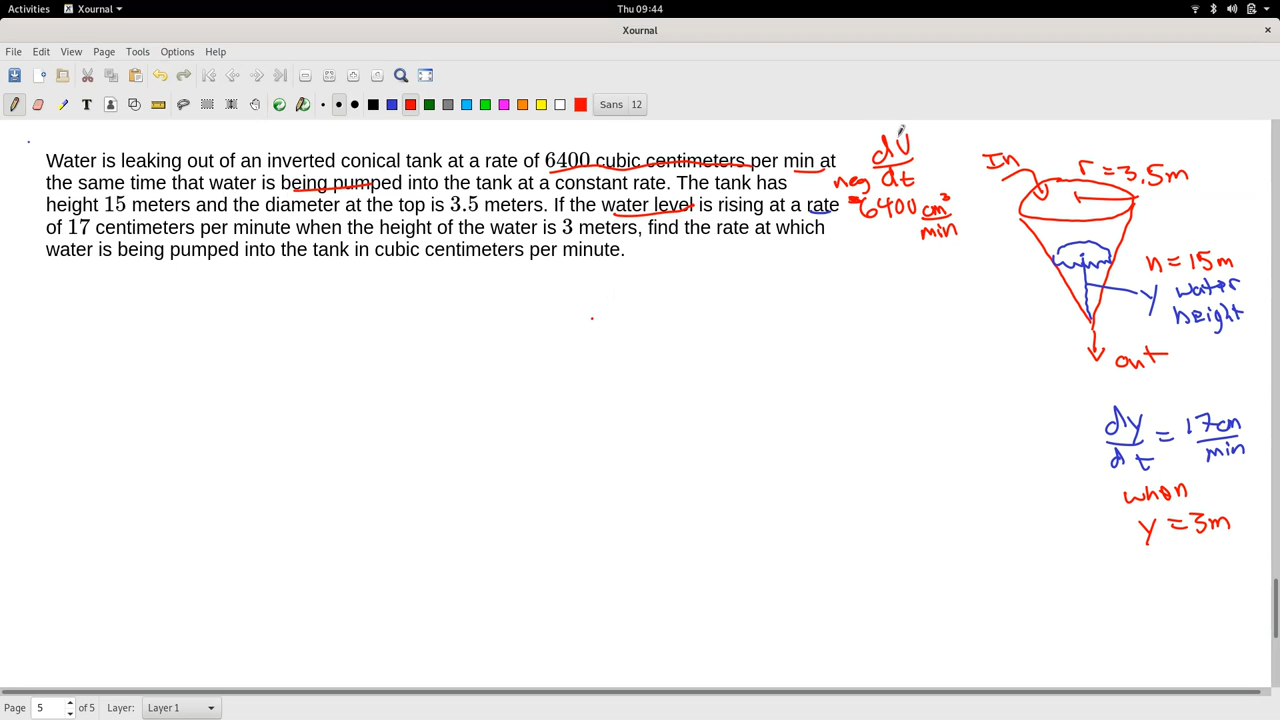 Activities
Xournal
Thu 09:44
Xournal
File Edit View Page Tools Options Help
Sans 12
Water is leaking out of an inverted conical tank at a rate of 6400 cubic centimeters per min at
the same time that water is being pumped into the tank at a constant rate. The tank has
height 15 meters and the diameter at the top is 3.5 meters. If the water level is rising at a rate
of 17 centimeters per minute when the height of the water is 3 meters, find the rate at which
water is being pumped into the tank in cubic centimeters per minute.
dV
dt
neg
-6400 cm³
min
In
r = 3.5m
h = 15m
y water
height
out
dy/dt = 17cm/min
when
y = 3m
Page 5 of 5 Layer: Layer 1